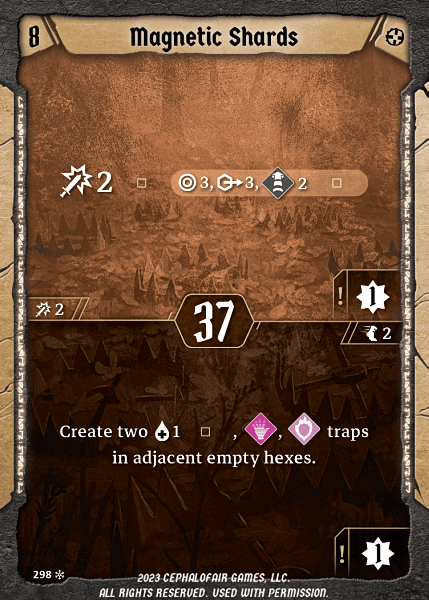 8
Magnetic Shards
2
3, 3, 2
! 1
2
37
2
Create two 1 , , traps
in adjacent empty hexes.
! 1
298
2023 CEPHALOFAIR GAMES, LLC.
ALL RIGHTS RESERVED. USED WITH PERMISSION.